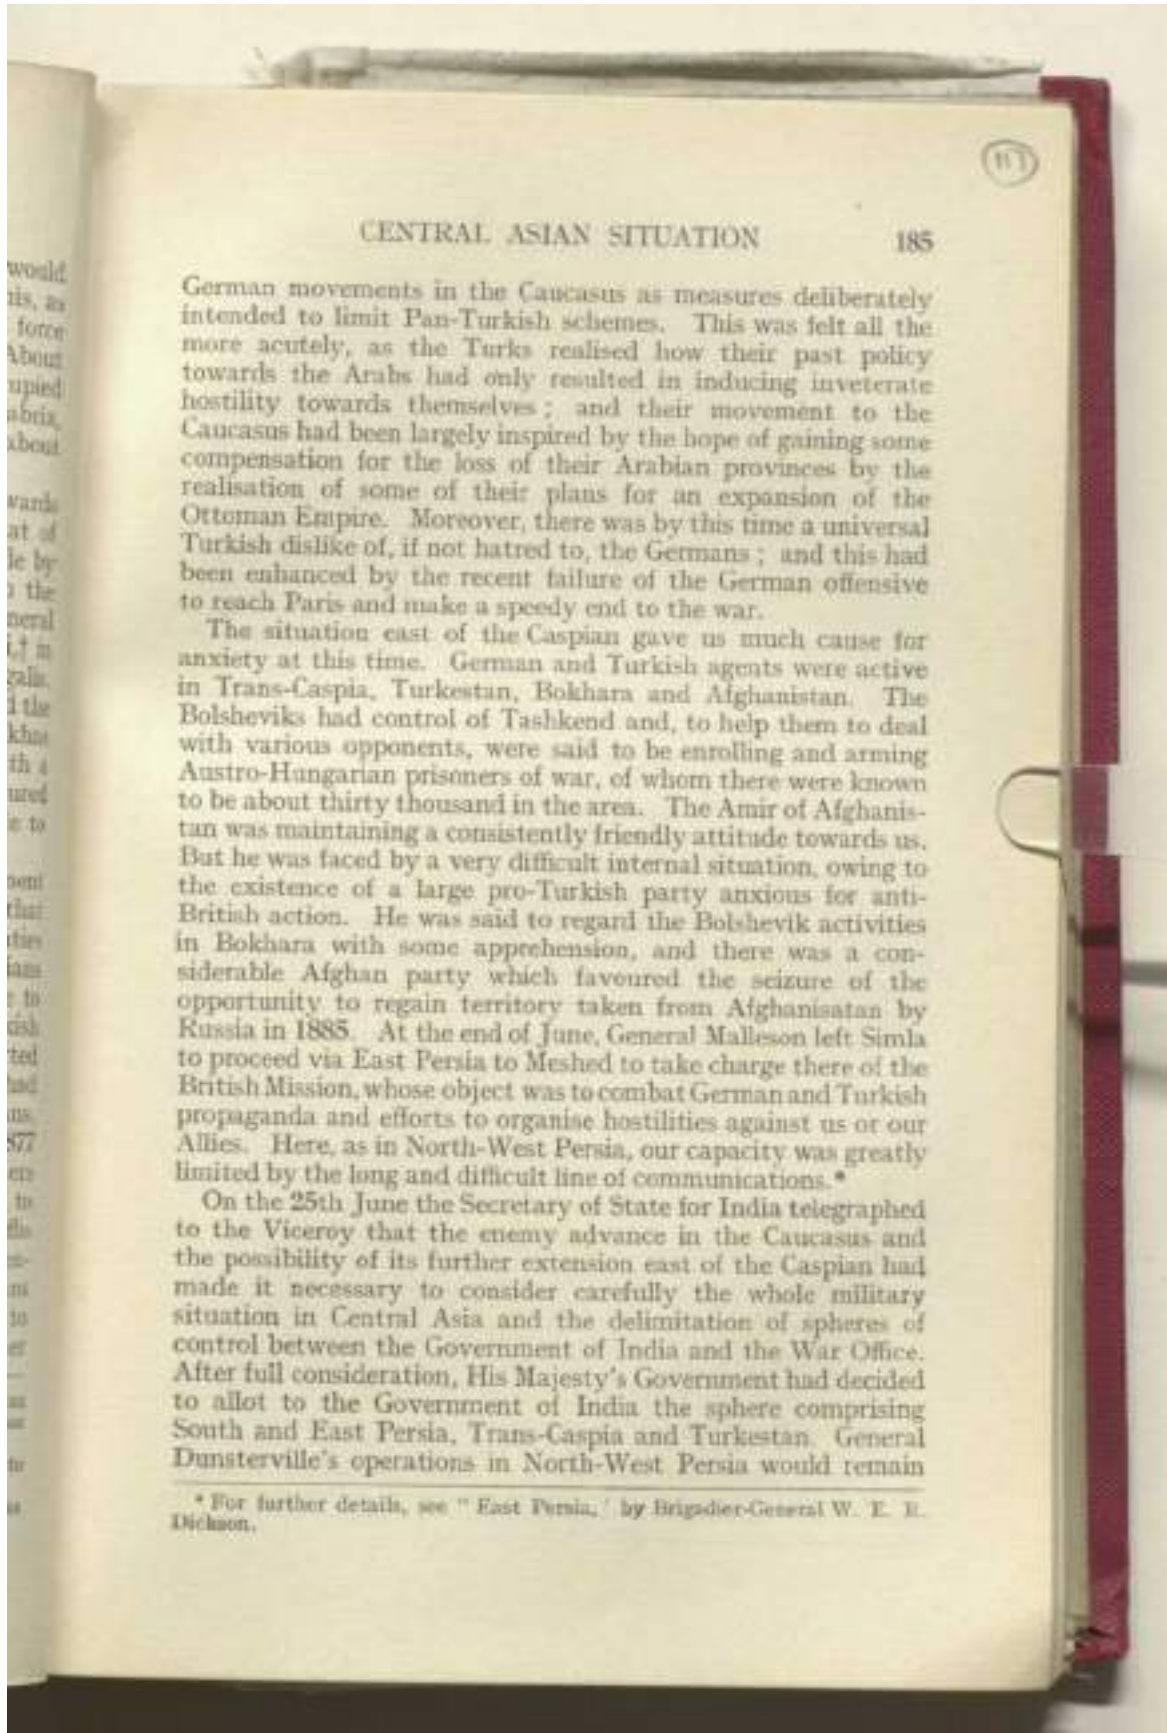 CENTRAL ASIAN SITUATION 185
German movements in the Caucasus as measures deliberately
intended to limit Pan-Turkish schemes. This was felt all the
more acutely, as the Turks realised how their past policy
towards the Arabs had only resulted in inducing inveterate
hostility towards themselves ; and their movement to the
Caucasus had been largely inspired by the hope of gaining some
compensation for the loss of their Arabian provinces by the
realisation of some of their plans for an expansion of the
Ottoman Empire. Moreover, there was by this time a universal
Turkish dislike of, if not hatred to, the Germans ; and this had
been enhanced by the recent failure of the German offensive
to reach Paris and make a speedy end to the war.
The situation east of the Caspian gave us much cause for
anxiety at this time. German and Turkish agents were active
in Trans-Caspia, Turkestan, Bokhara and Afghanistan. The
Bolsheviks had control of Tashkend and, to help them to deal
with various opponents, were said to be enrolling and arming
Austro-Hungarian prisoners of war, of whom there were known
to be about thirty thousand in the area. The Amir of Afghanis-
tan was maintaining a consistently friendly attitude towards us.
But he was faced by a very difficult internal situation, owing to
the existence of a large pro-Turkish party anxious for anti-
British action. He was said to regard the Bolshevik activities
in Bokhara with some apprehension, and there was a con-
siderable Afghan party which favoured the seizure of the
opportunity to regain territory taken from Afghanisatan by
Russia in 1885. At the end of June, General Malleson left Simla
to proceed via East Persia to Meshed to take charge there of the
British Mission, whose object was to combat German and Turkish
propaganda and efforts to organise hostilities against us or our
Allies. Here, as in North-West Persia, our capacity was greatly
limited by the long and difficult line of communications.*
On the 25th June the Secretary of State for India telegraphed
to the Viceroy that the enemy advance in the Caucasus and
the possibility of its further extension east of the Caspian had
made it necessary to consider carefully the whole military
situation in Central Asia and the delimitation of spheres of
control between the Government of India and the War Office.
After full consideration, His Majesty's Government had decided
to allot to the Government of India the sphere comprising
South and East Persia, Trans-Caspia and Turkestan. General
Dunsterville's operations in North-West Persia would remain
* For further details, see " East Persia,' by Brigadier-General W. E. R.
Dickson.